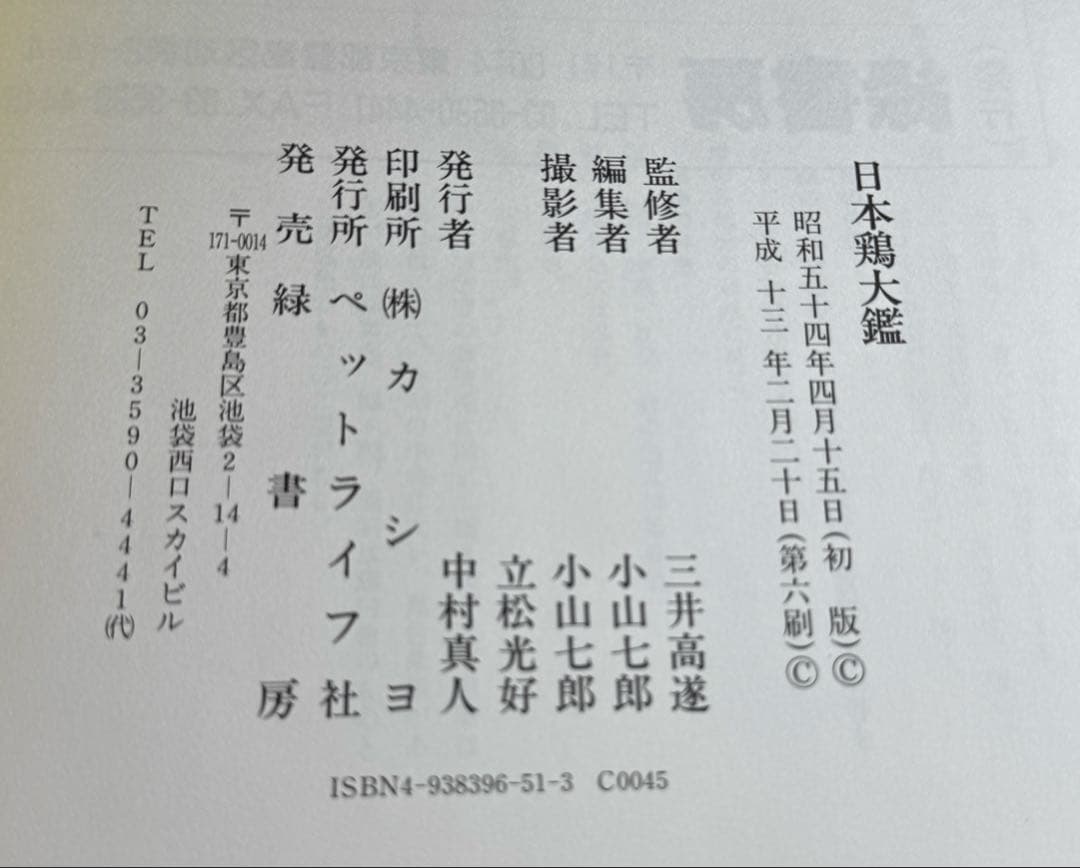 日本鶏大鑑
昭和五十四年四月十五日(初 版)©
平成 十三 年二月二十日(第六刷)©
監修者 三井高遂
編集者 小山七郎
撮影者 小山七郎
立松光好
発行者 中村真人
印刷所 ㈱ カシヨ
発行所 ペットライフ社
発売 緑書房
〒171-0014 東京都豊島区池袋2―14―4
池袋西口スカイビル
TEL 03―3590―4441㈹
ISBN4-938396-51-3 C0045